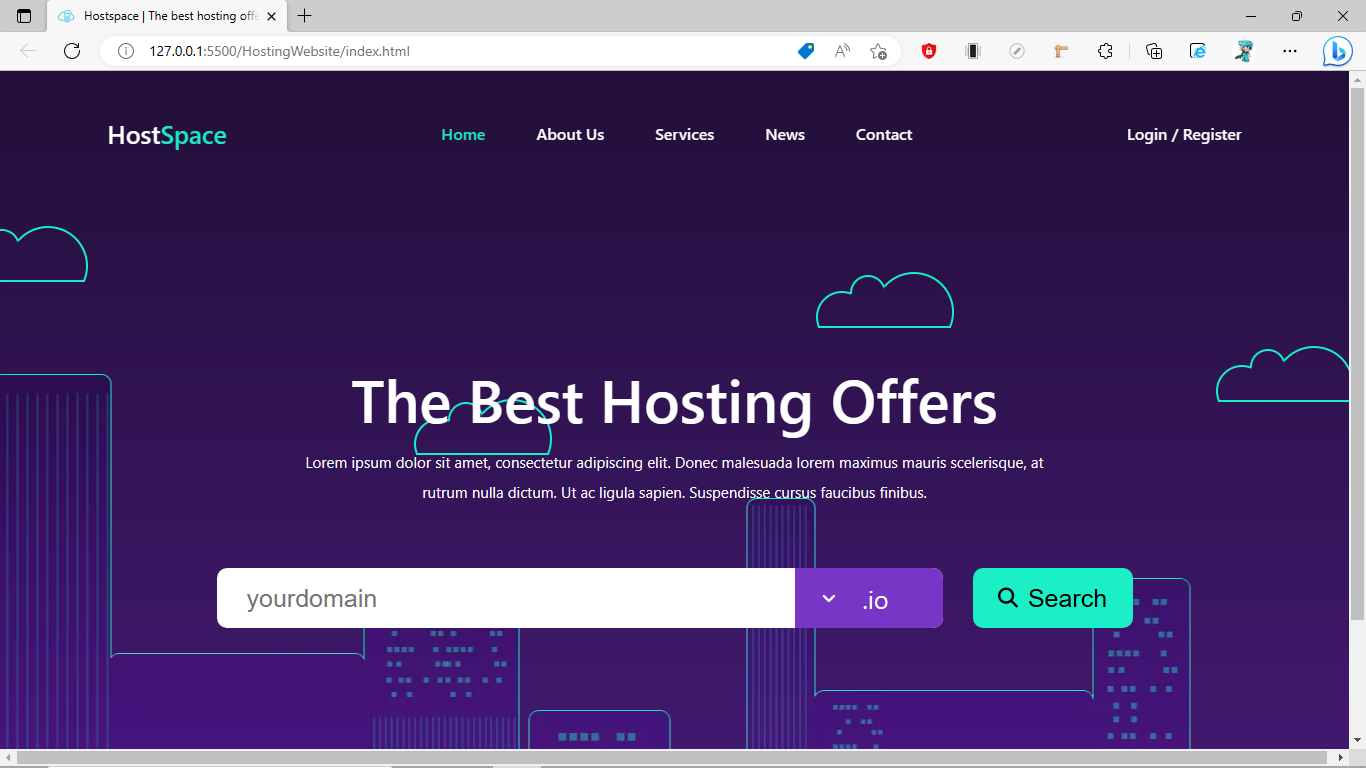 Hostspace | The best hosting offe
127.0.0.1:5500/HostingWebsite/index.html
HostSpace
Home
About Us
Services
News
Contact
Login / Register
The Best Hosting Offers
Lorem ipsum dolor sit amet, consectetur adipiscing elit. Donec malesuada lorem maximus mauris scelerisque, at
rutrum nulla dictum. Ut ac ligula sapien. Suspendisse cursus faucibus finibus.
yourdomain
.io
Search